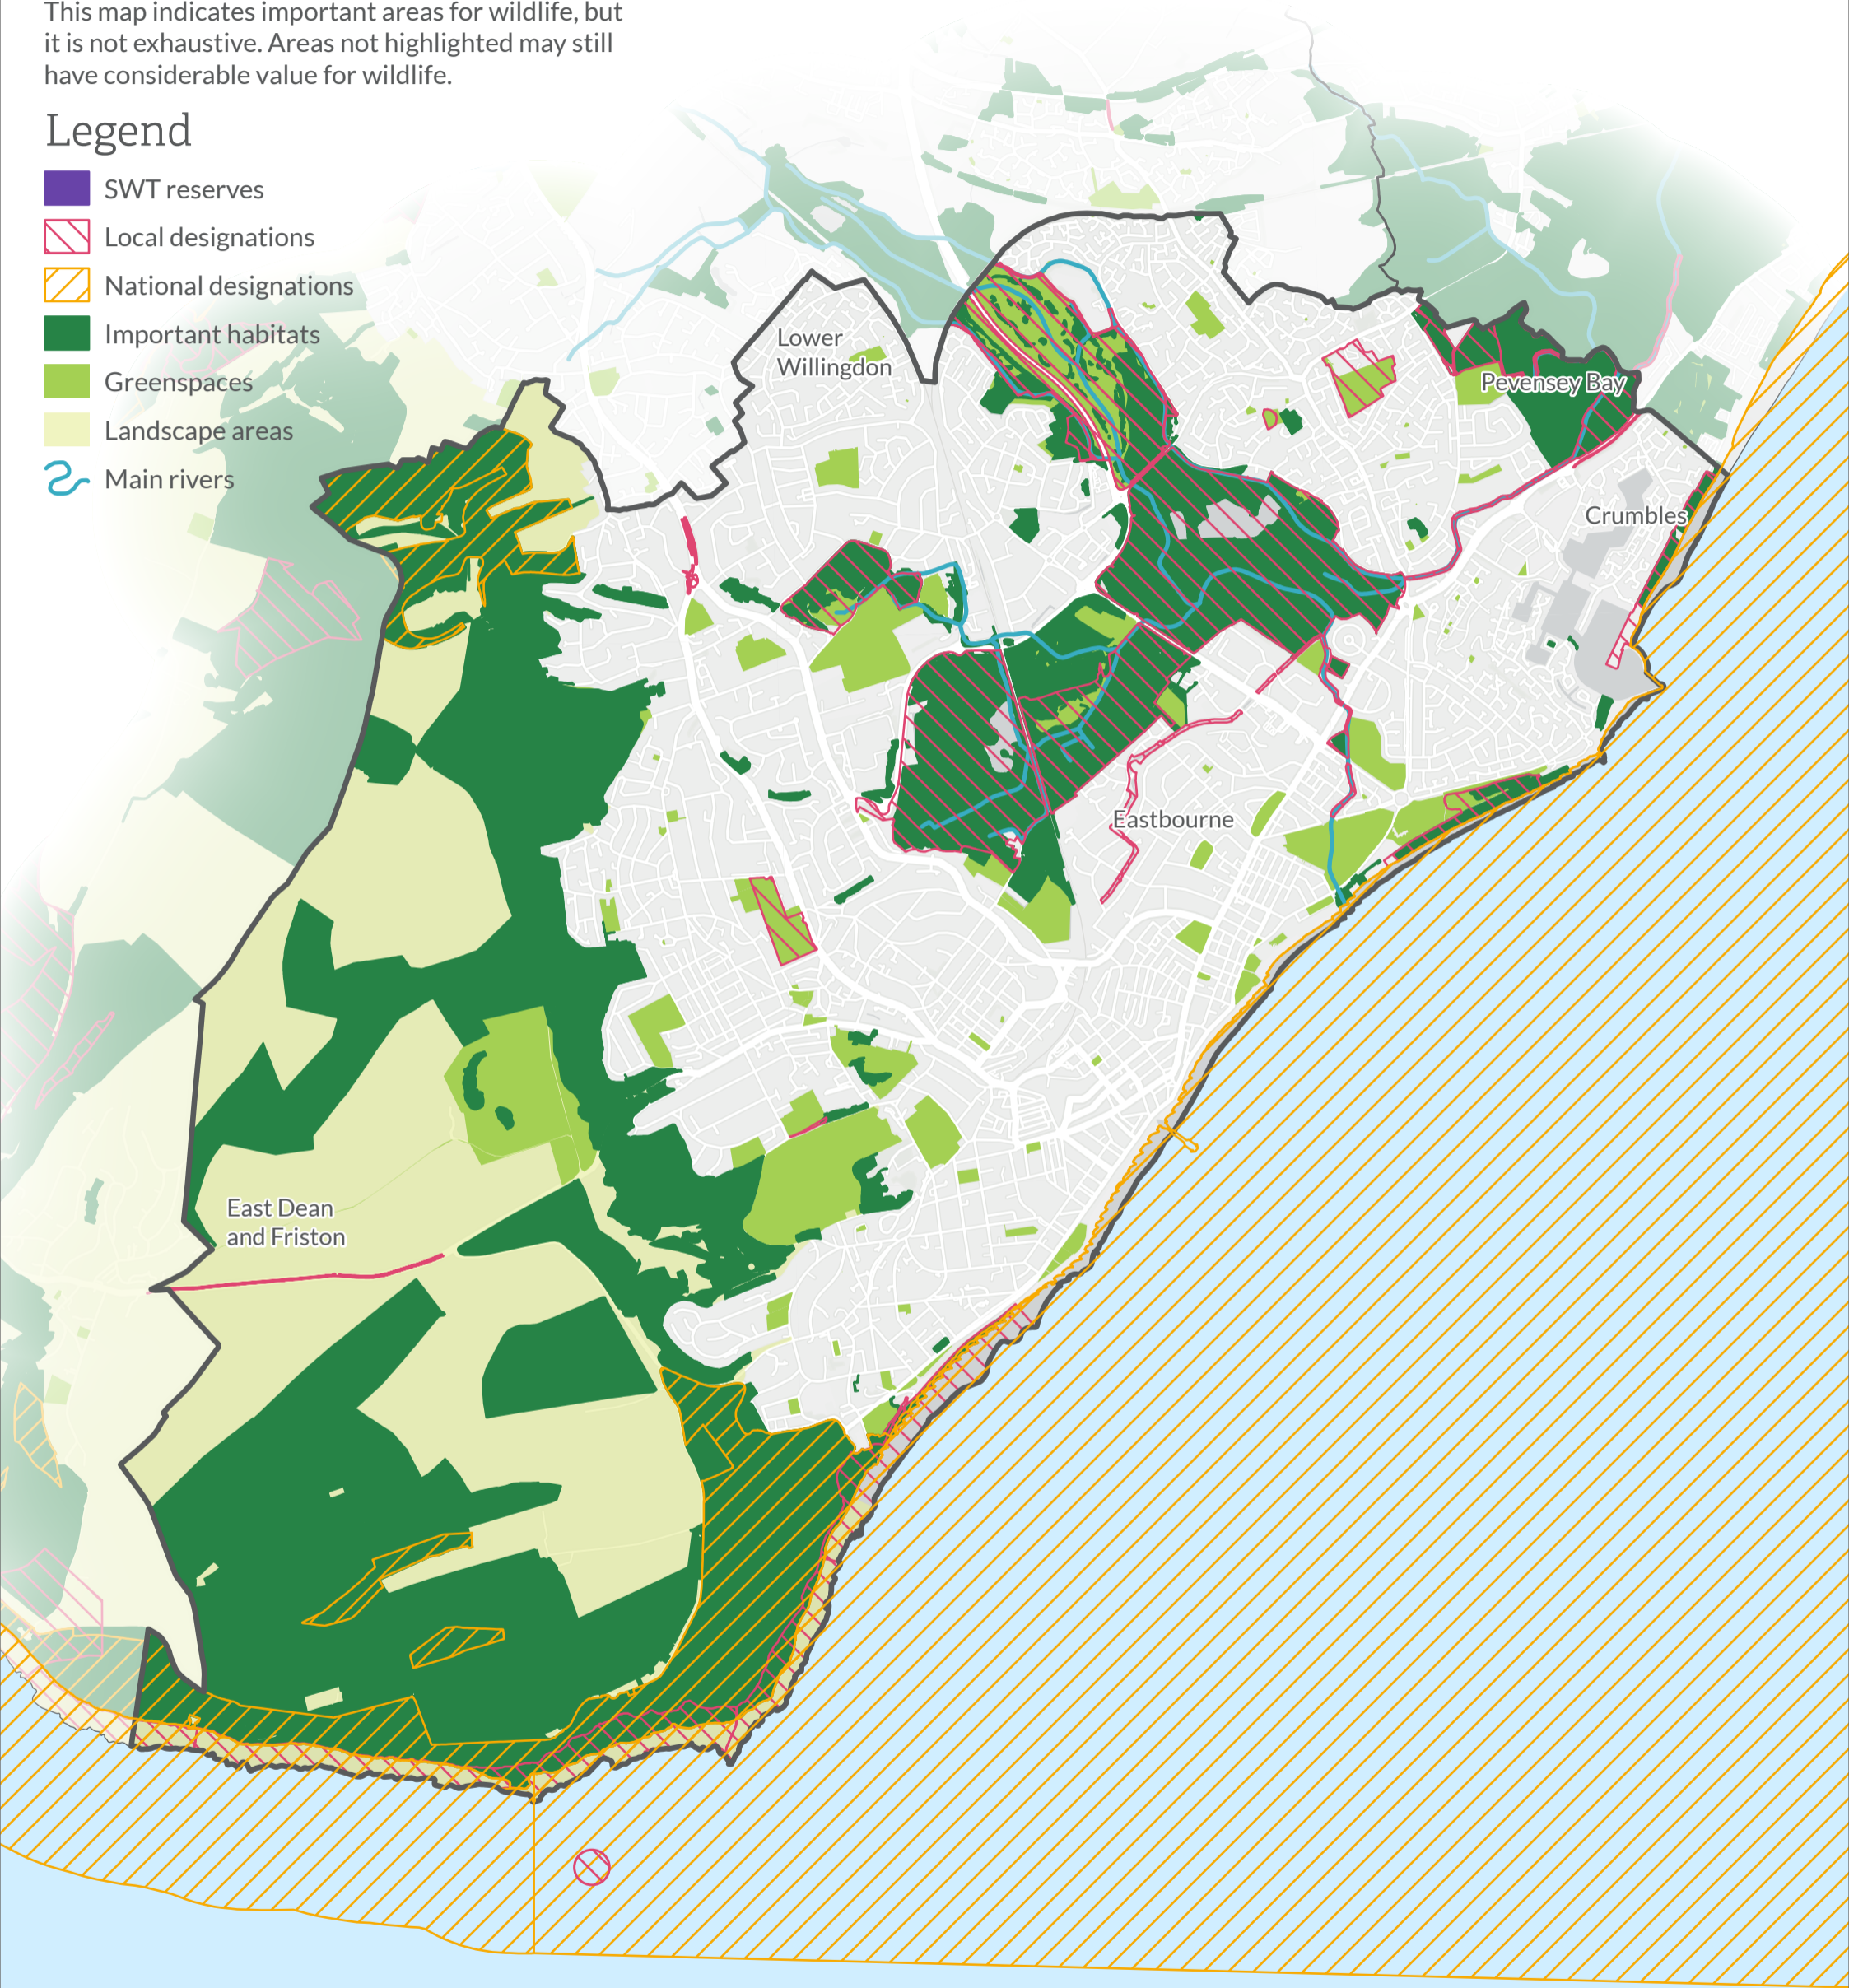 This map indicates important areas for wildlife, but
it is not exhaustive. Areas not highlighted may still
have considerable value for wildlife.
Legend
SWT reserves
Local designations
National designations
Important habitats
Greenspaces
Landscape areas
Main rivers
Lower
Willingdon
Pevensey Bay
Crumbles
Eastbourne
East Dean
and Friston